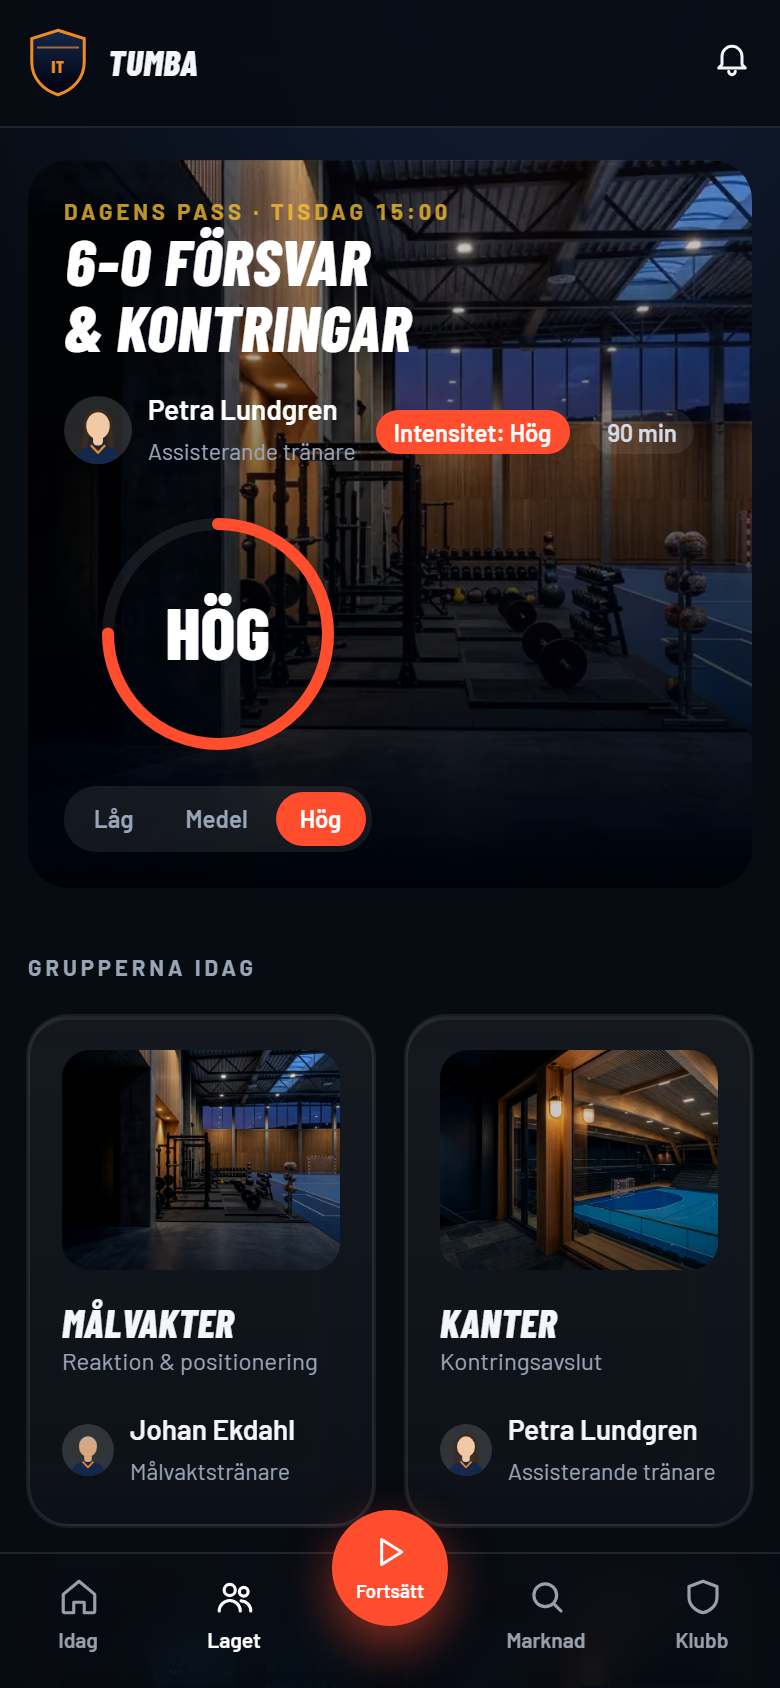 IT
TUMBA
DAGENS PASS · TISDAG 15:00
6-0 FÖRSVAR
& KONTRINGAR
Petra Lundgren
Assisterande tränare
Intensitet: Hög
90 min
HÖG
Låg
Medel
Hög
GRUPPERNA IDAG
MÅLVAKTER
Reaktion & positionering
Johan Ekdahl
Målvaktstränare
KANTER
Kontringsavslut
Petra Lundgren
Assisterande tränare
Idag
Laget
Fortsätt
Marknad
Klubb